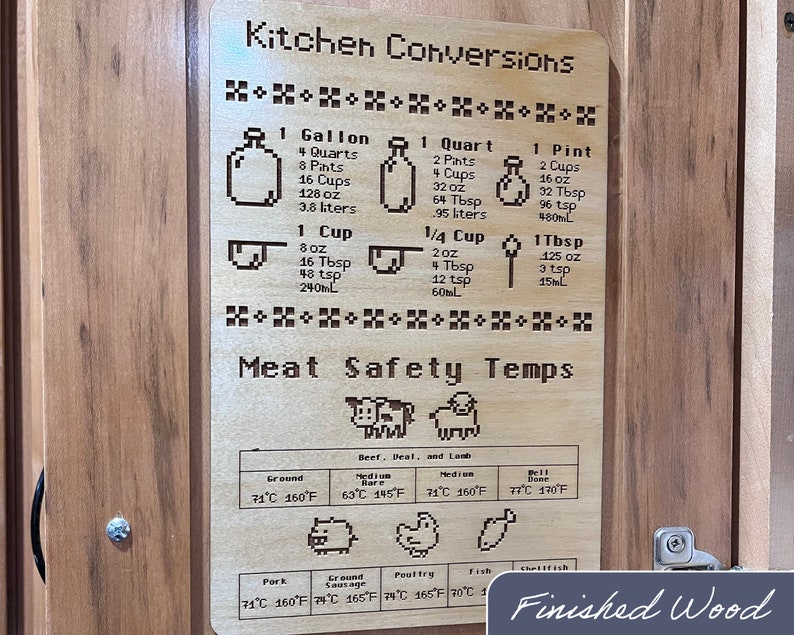 Kitchen Conversions
1 Gallon
4 Quarts
8 Pints
16 Cups
128 oz
3.8 liters
1 Quart
2 Pints
4 Cups
32 oz
64 Tbsp
.95 liters
1 Pint
2 Cups
16 oz
32 Tbsp
96 tsp
480mL
1 Cup
8 oz
16 Tbsp
48 tsp
240mL
1/4 Cup
2 oz
4 Tbsp
12 tsp
60mL
1Tbsp
.125 oz
3 tsp
15mL
Meat Safety Temps
Beef, Veal, and Lamb
Ground
71°C 160°F
Medium
Rare
63°C 145°F
Medium
71°C 160°F
Well
Done
77°C 170°F
Pork
71°C 160°F
Ground
Sausage
74°C 165°F
Poultry
74°C 165°F
Fish
70°C
Shellfish
Finished Wood